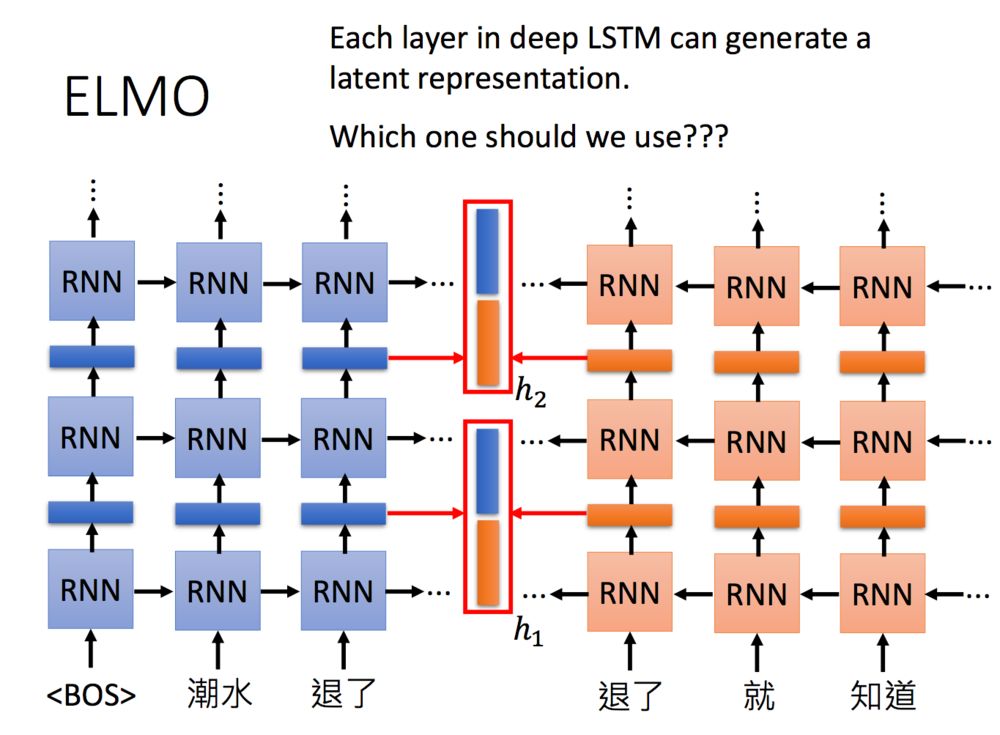 ELMO
Each layer in deep LSTM can generate a
latent representation.
Which one should we use???
⋮ ⋮ ⋮ ⋮ ⋮ ⋮
RNN RNN RNN ... ... RNN RNN RNN ...
h₂
RNN RNN RNN ... ... RNN RNN RNN ...
RNN RNN RNN ... ... RNN RNN RNN ...
h₁
<BOS> 潮水 退了 退了 就 知道